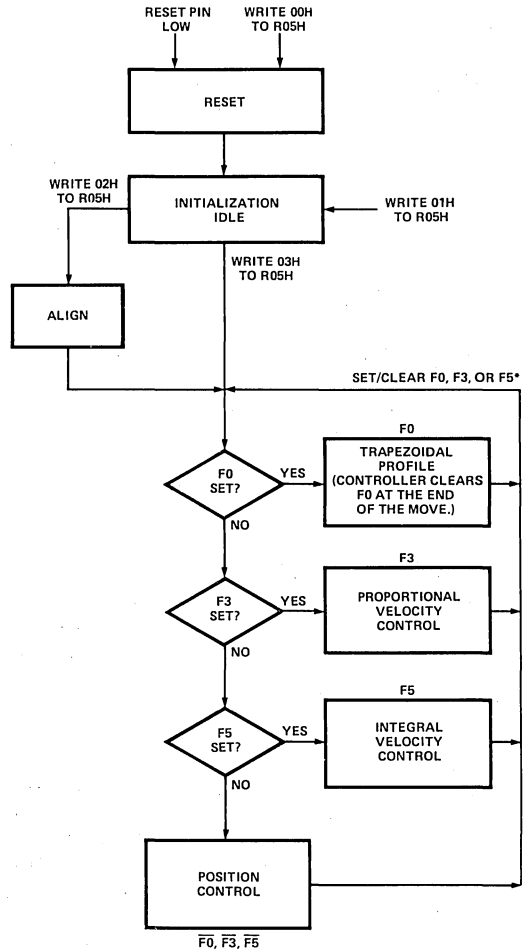 RESET PIN
LOW
WRITE 00H
TO R05H
RESET
WRITE 02H
TO R05H
INITIALIZATION
IDLE
WRITE 01H
TO R05H
WRITE 03H
TO R05H
ALIGN
SET/CLEAR F0, F3, OR F5*
F0
F0
SET?
YES
TRAPEZOIDAL
PROFILE
(CONTROLLER CLEARS
F0 AT THE END
OF THE MOVE.)
NO
F3
F3
SET?
YES
PROPORTIONAL
VELOCITY
CONTROL
NO
F5
F5
SET?
YES
INTEGRAL
VELOCITY
CONTROL
NO
POSITION
CONTROL
F̅0̅, F̅3̅, F̅5̅